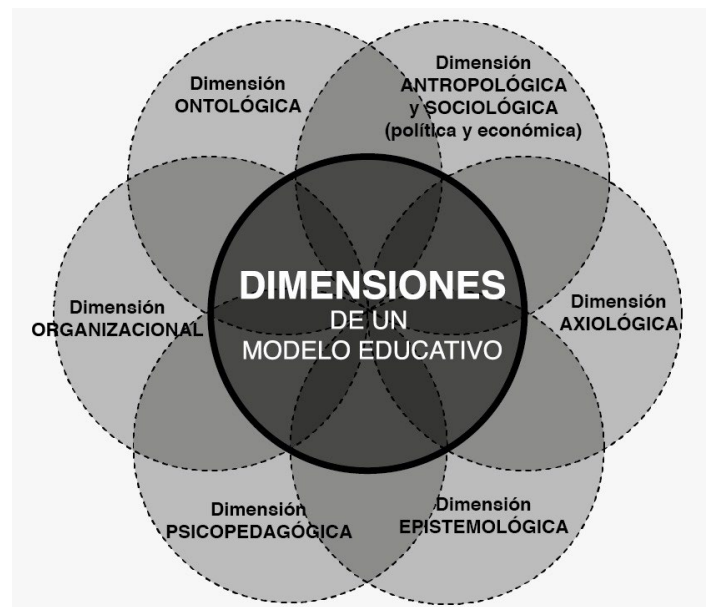 Dimensión
ONTOLÓGICA
Dimensión
ANTROPOLÓGICA
y SOCIOLÓGICA
(política y económica)
DIMENSIONES
DE UN
MODELO EDUCATIVO
Dimensión
ORGANIZACIONAL
Dimensión
AXIOLÓGICA
Dimensión
PSICOPEDAGÓGICA
Dimensión
EPISTEMOLÓGICA